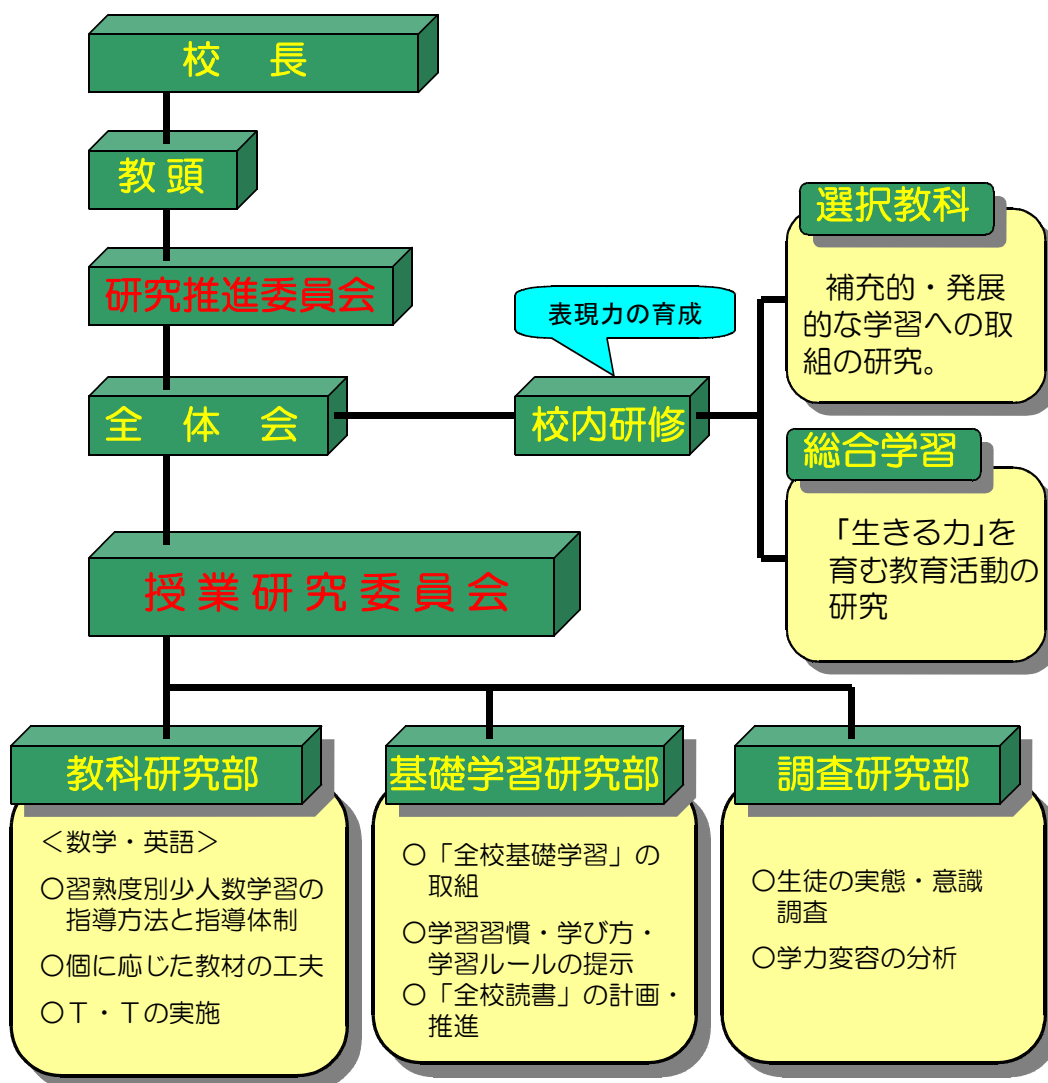 校　長
教 頭
研究推進委員会
全　体　会
表現力の育成
校内研修
選択教科
補充的・発展
的な学習への取
組の研究。
総合学習
「生きる力」を
育む教育活動の
研究
授 業 研 究 委 員 会
教科研究部
＜数学・英語＞
○習熟度別少人数学習の
指導方法と指導体制
○個に応じた教材の工夫
○Ｔ・Ｔの実施
基礎学習研究部
○「全校基礎学習」の
取組
○学習習慣・学び方・
学習ルールの提示
○「全校読書」の計画・
推進
調査研究部
○生徒の実態・意識
調査
○学力変容の分析